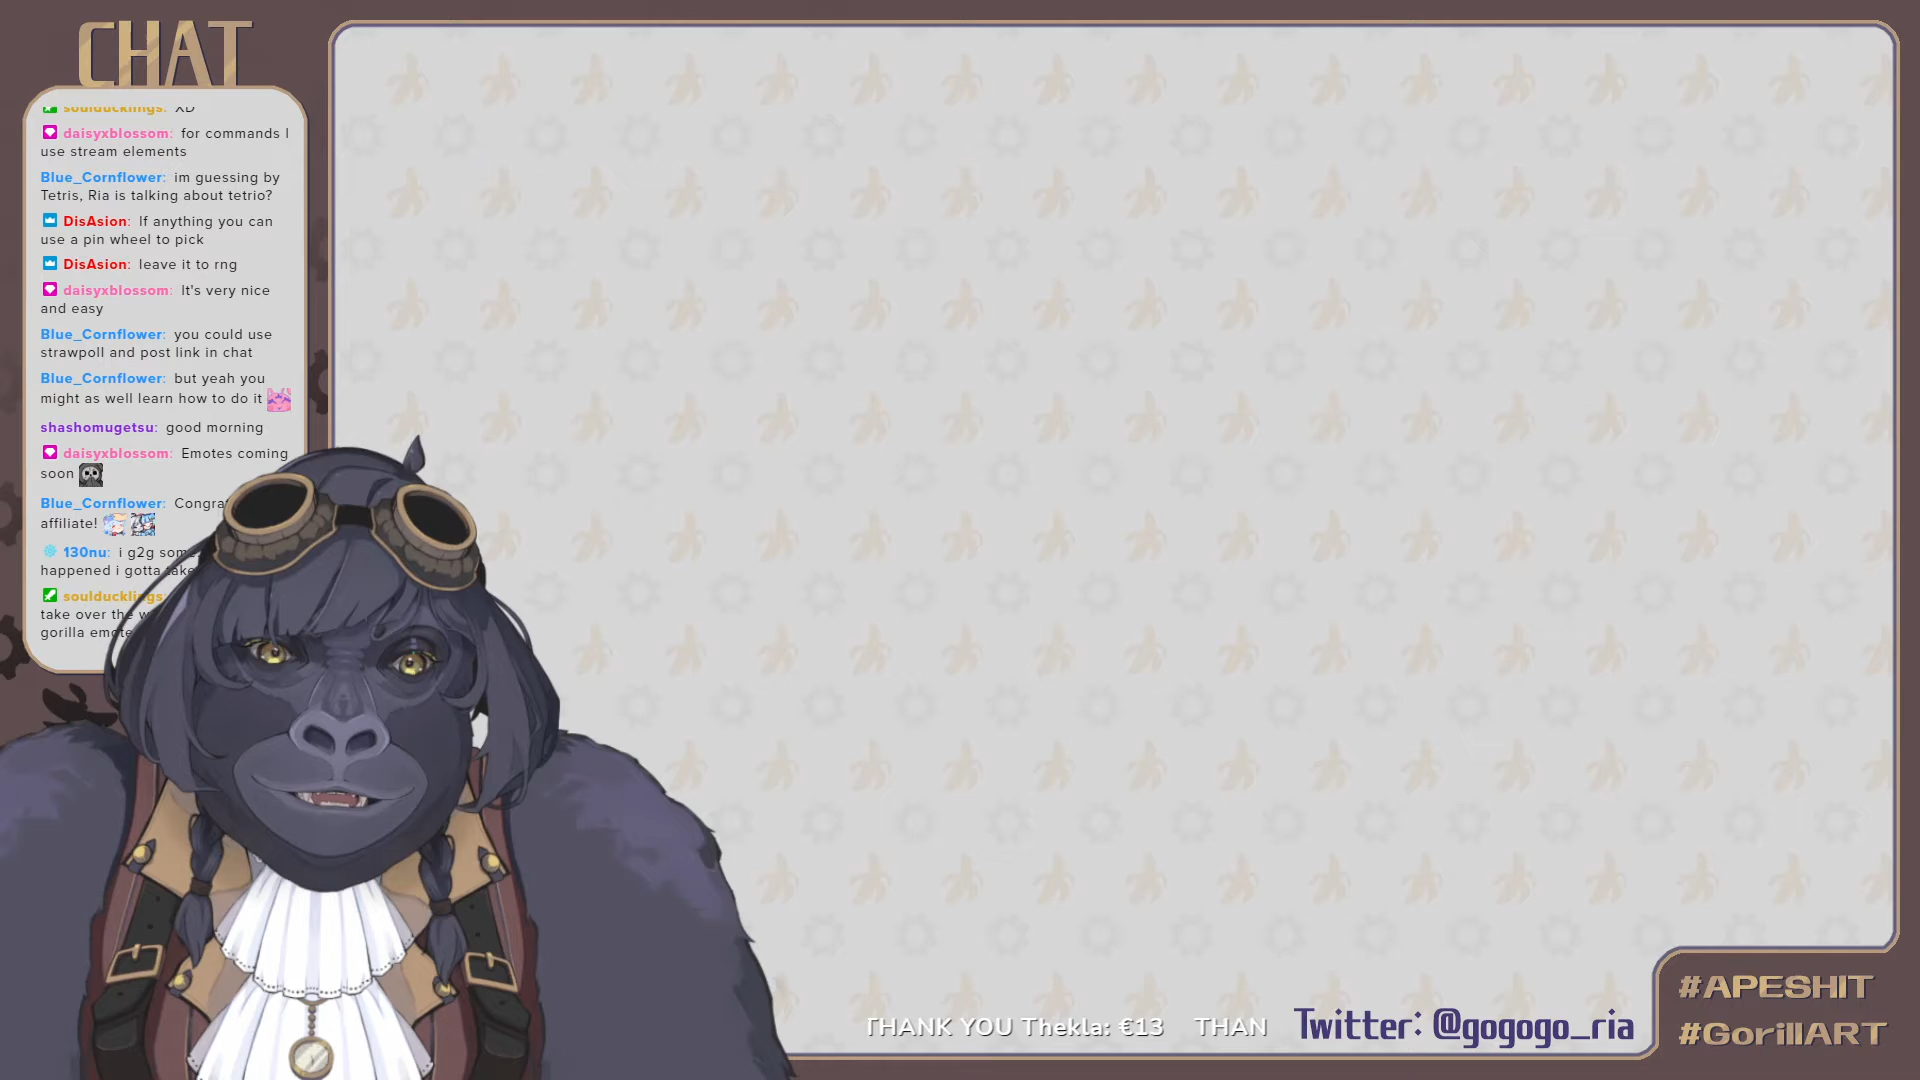 CHAT
soulducklings: XD
daisyxblossom: for commands I
use stream elements
Blue_Cornflower: im guessing by
Tetris, Ria is talking about tetrio?
DisAsion: If anything you can
use a pin wheel to pick
DisAsion: leave it to rng
daisyxblossom: It's very nice
and easy
Blue_Cornflower: you could use
strawpoll and post link in chat
Blue_Cornflower: but yeah you
might as well learn how to do it
shashomugetsu: good morning
daisyxblossom: Emotes coming
soon
Blue_Cornflower:
affiliate!
130nu: i g2g
happened i gotta take
soulducklings:
take over the
gorilla emote
THANK YOU Thekla: €13 THAN
Twitter: @gogogo_ria
#APESHIT
#GorillART